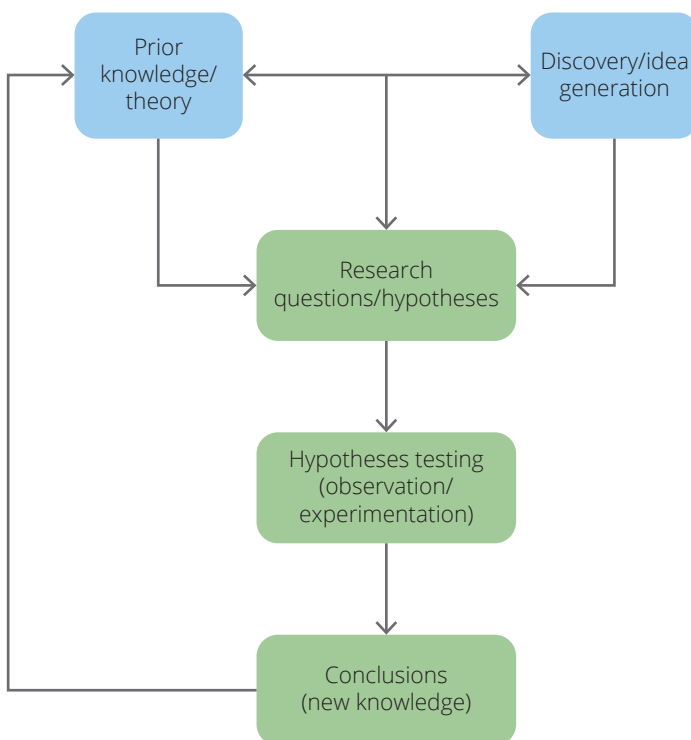 Prior
knowledge/
theory
Discovery/idea
generation
Research
questions/hypotheses
Hypotheses testing
(observation/
experimentation)
Conclusions
(new knowledge)